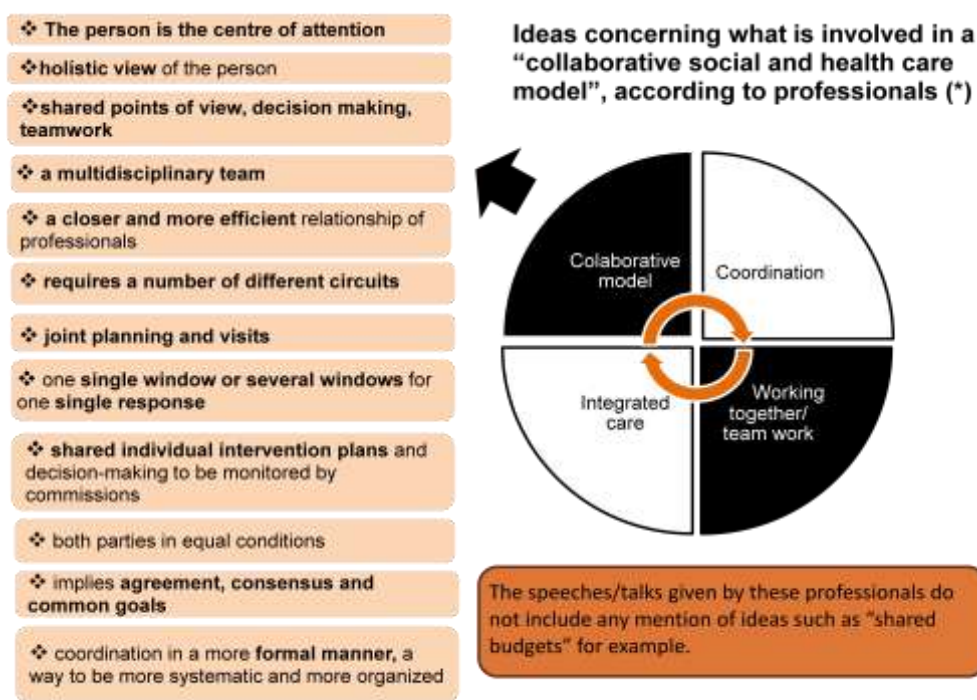 ❖ The person is the centre of attention
❖holistic view of the person
❖shared points of view, decision making,
teamwork
❖ a multidisciplinary team
❖ a closer and more efficient relationship of
professionals
❖ requires a number of different circuits
❖ joint planning and visits
❖ one single window or several windows for
one single response
❖ shared individual intervention plans and
decision-making to be monitored by
commissions
❖ both parties in equal conditions
❖ implies agreement, consensus and
common goals
❖ coordination in a more formal manner, a
way to be more systematic and more organized
Ideas concerning what is involved in a
“collaborative social and health care
model”, according to professionals (*)
Colaborative
model
Coordination
Integrated
care
Working
together/
team work
The speeches/talks given by these professionals do
not include any mention of ideas such as “shared
budgets” for example.